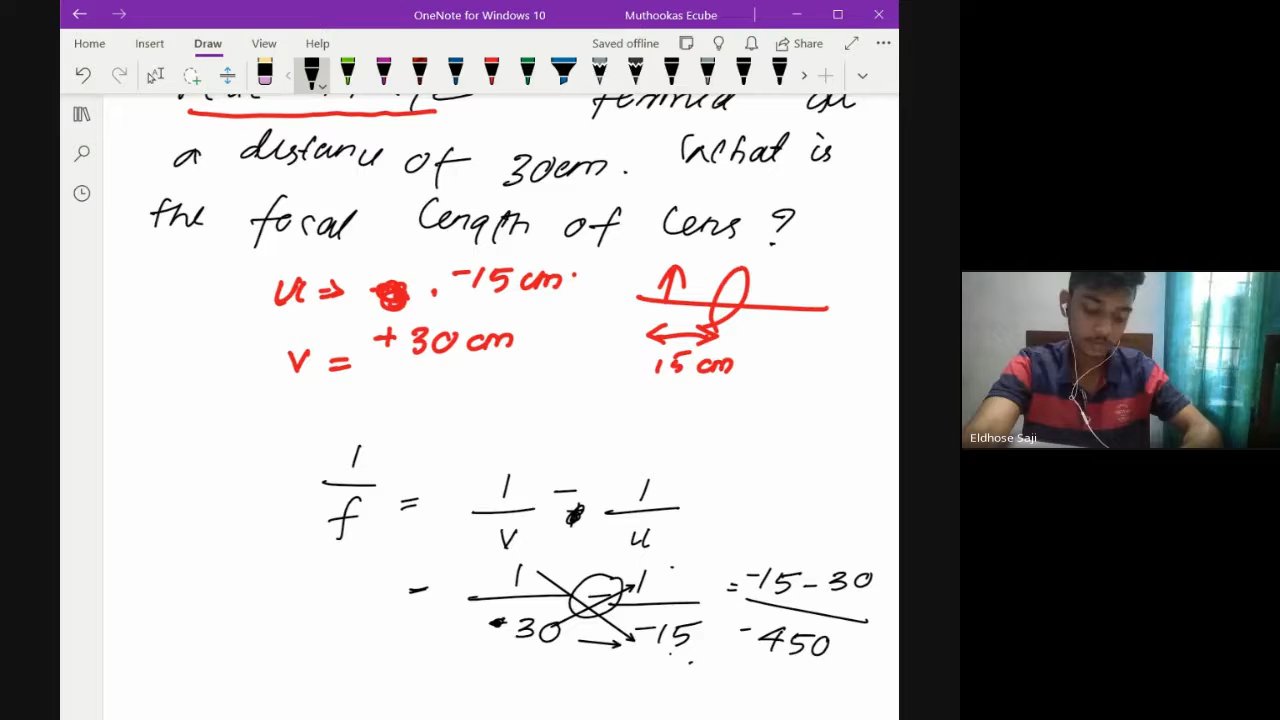 OneNote for Windows 10
Muthookas Ecube
Home Insert Draw View Help
Saved offline
Share
formed
a distance of 30cm. What is
the focal length of lens ?
u ⇒ . -15 cm.
v = + 30 cm
15 cm
1/f = 1/v - 1/u
- 1/30 - 1/-15 = -15 - 30/-450
Eldhose Saji